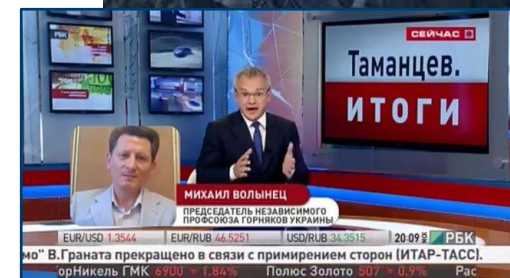 РБК
СЕЙЧАС
Таманцев.
ИТОГИ
МИХАИЛ ВОЛЫНЕЦ
ПРЕДСЕДАТЕЛЬ НЕЗАВИСИМОГО
ПРОФСОЮЗА ГОРНЯКОВ УКРАИНЫ
EUR/USD 1,3544 EUR/RUB 46,5251 USD/RUB 34,3515 20:09 РБК
мо" В.Граната прекращено в связи с примирением сторон (ИТАР-ТАСС).
орНикель ГМК 6900 1,84% Полюс Золото 507 0,9% Рас